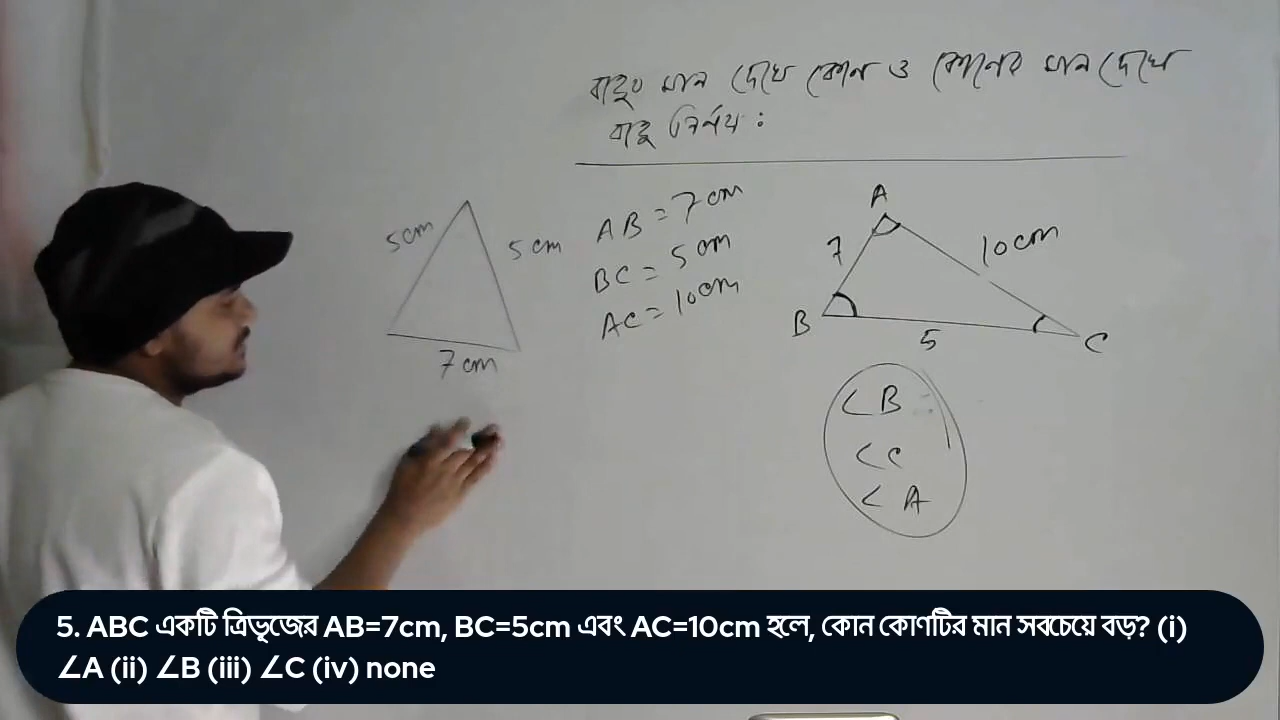 বাহুর মান দেখে কোন ও কোনের মান দেখে
বাহু নির্নয় :
5cm
5 cm
7 cm
AB = 7 cm
BC = 5 cm
AC = 10 cm
A
7
10 cm
B
5
C
∠B
∠C
∠A
5. ABC একটি ত্রিভূজের AB=7cm, BC=5cm এবং AC=10cm হলে, কোন কোণটির মান সবচেয়ে বড়? (i)
∠A (ii) ∠B (iii) ∠C (iv) none